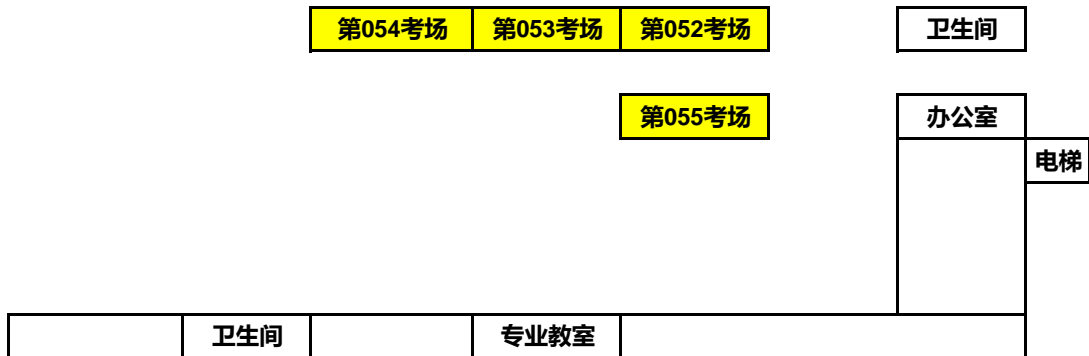 第054考场 第053考场 第052考场 卫生间
第055考场 办公室
电梯
卫生间 专业教室